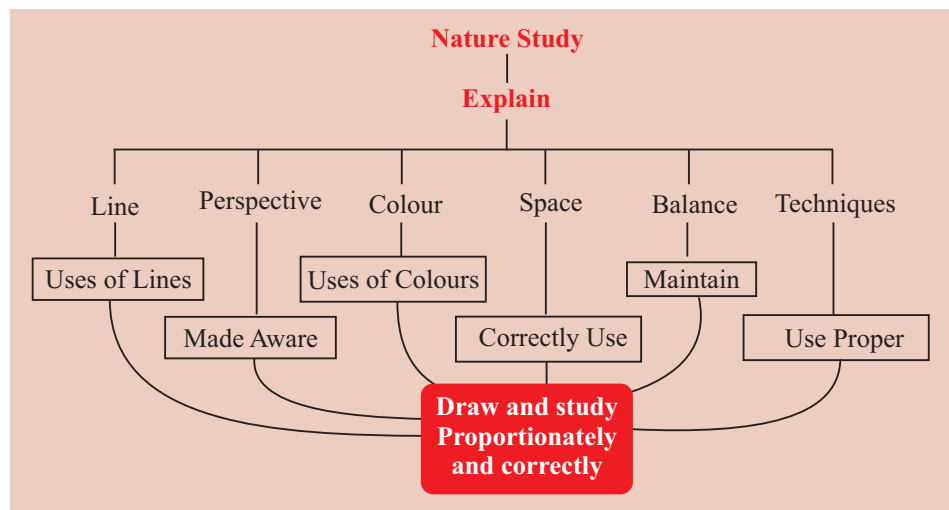 Nature Study
Explain
Line
Perspective
Colour
Space
Balance
Techniques
Uses of Lines
Made Aware
Uses of Colours
Correctly Use
Maintain
Use Proper
Draw and study
Proportionately
and correctly